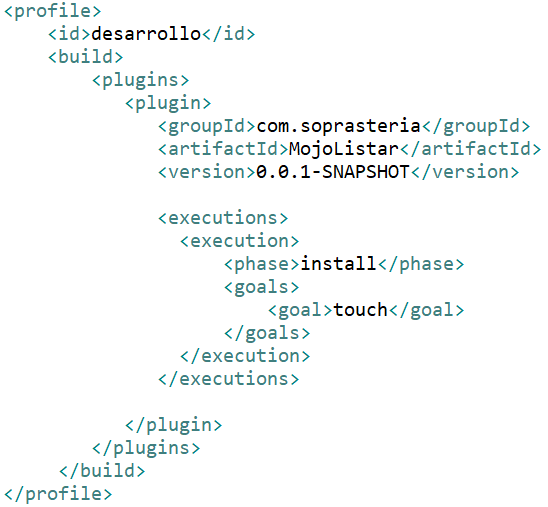 <profile>
<id>desarrollo</id>
<build>
<plugins>
<plugin>
<groupId>com.soprasteria</groupId>
<artifactId>MojoListar</artifactId>
<version>0.0.1-SNAPSHOT</version>
<executions>
<execution>
<phase>install</phase>
<goals>
<goal>touch</goal>
</goals>
</execution>
</executions>
</plugin>
</plugins>
</build>
</profile>